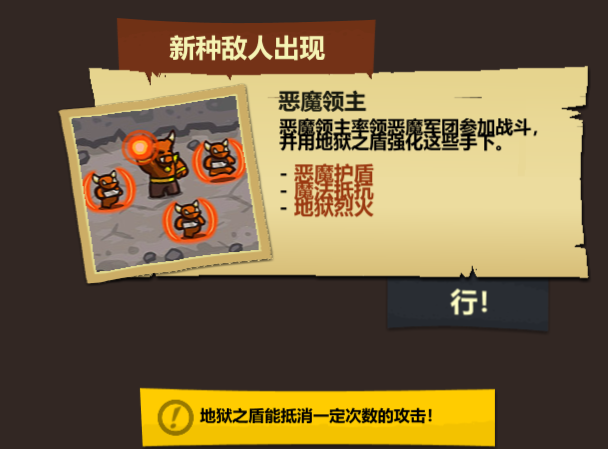 新种敌人出现
恶魔领主
恶魔领主率领恶魔军团参加战斗，
并用地狱之盾强化这些手下。
- 恶魔护盾
- 魔法抵抗
- 地狱烈火
行！
地狱之盾能抵消一定次数的攻击！